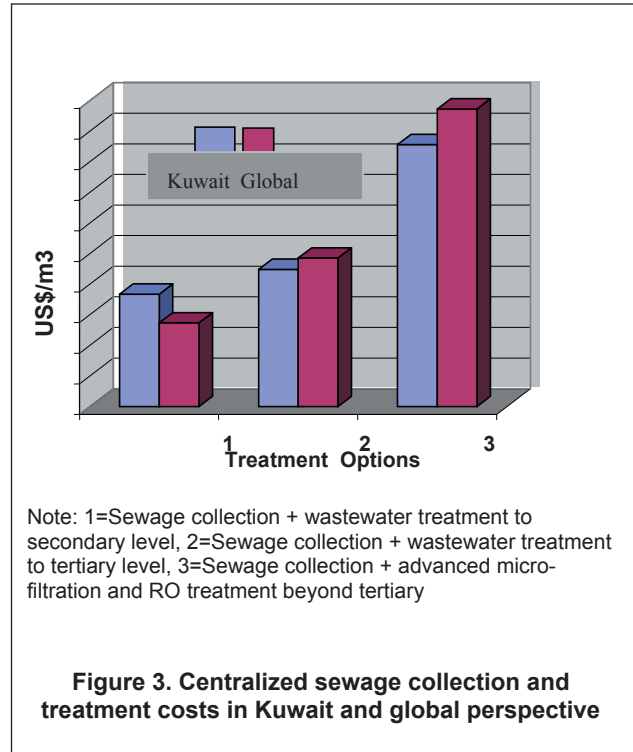 Kuwait Global
US$/m3
1 2 3
Treatment Options
Note: 1=Sewage collection + wastewater treatment to
secondary level, 2=Sewage collection + wastewater treatment
to tertiary level, 3=Sewage collection + advanced micro-
filtration and RO treatment beyond tertiary
Figure 3. Centralized sewage collection and
treatment costs in Kuwait and global perspective